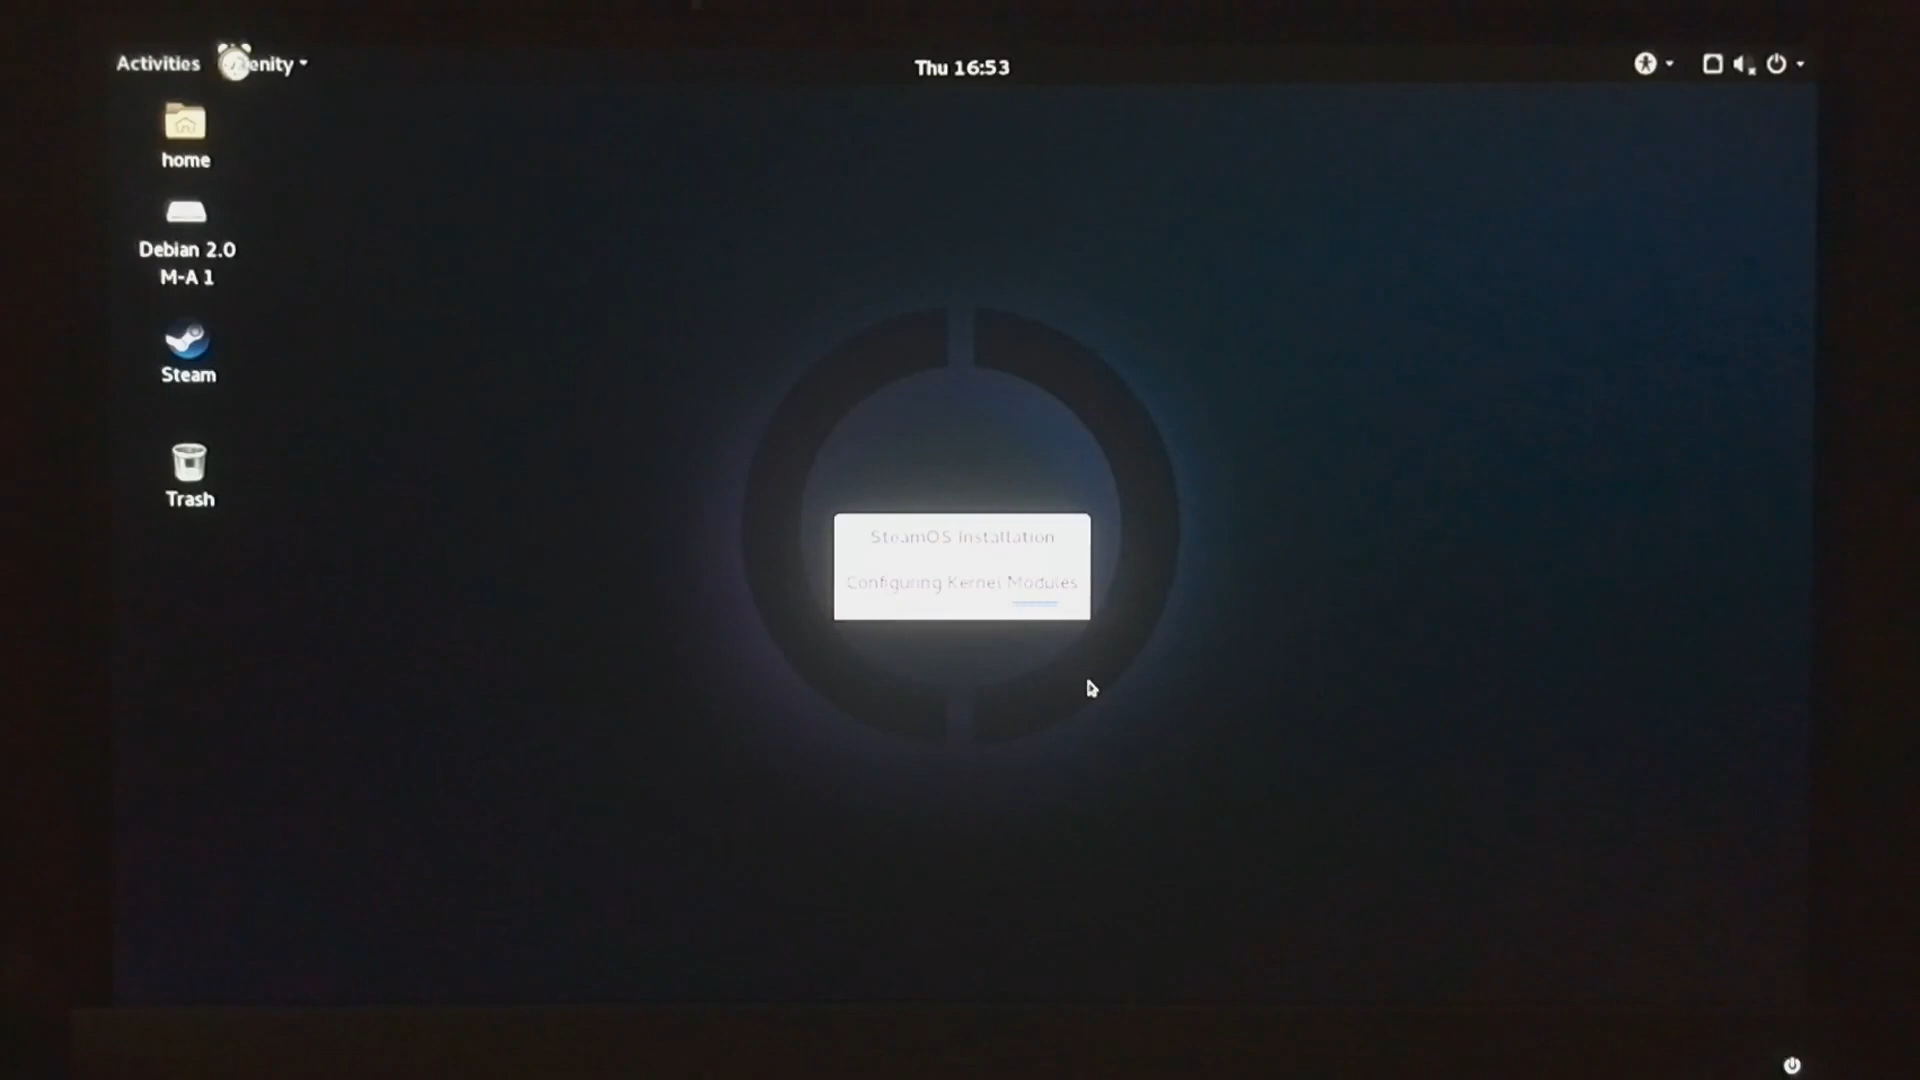 Activities
enity
Thu 16:53
home
Debian 2.0
M-A 1
Steam
Trash
SteamOS Installation
Configuring Kernel Modules